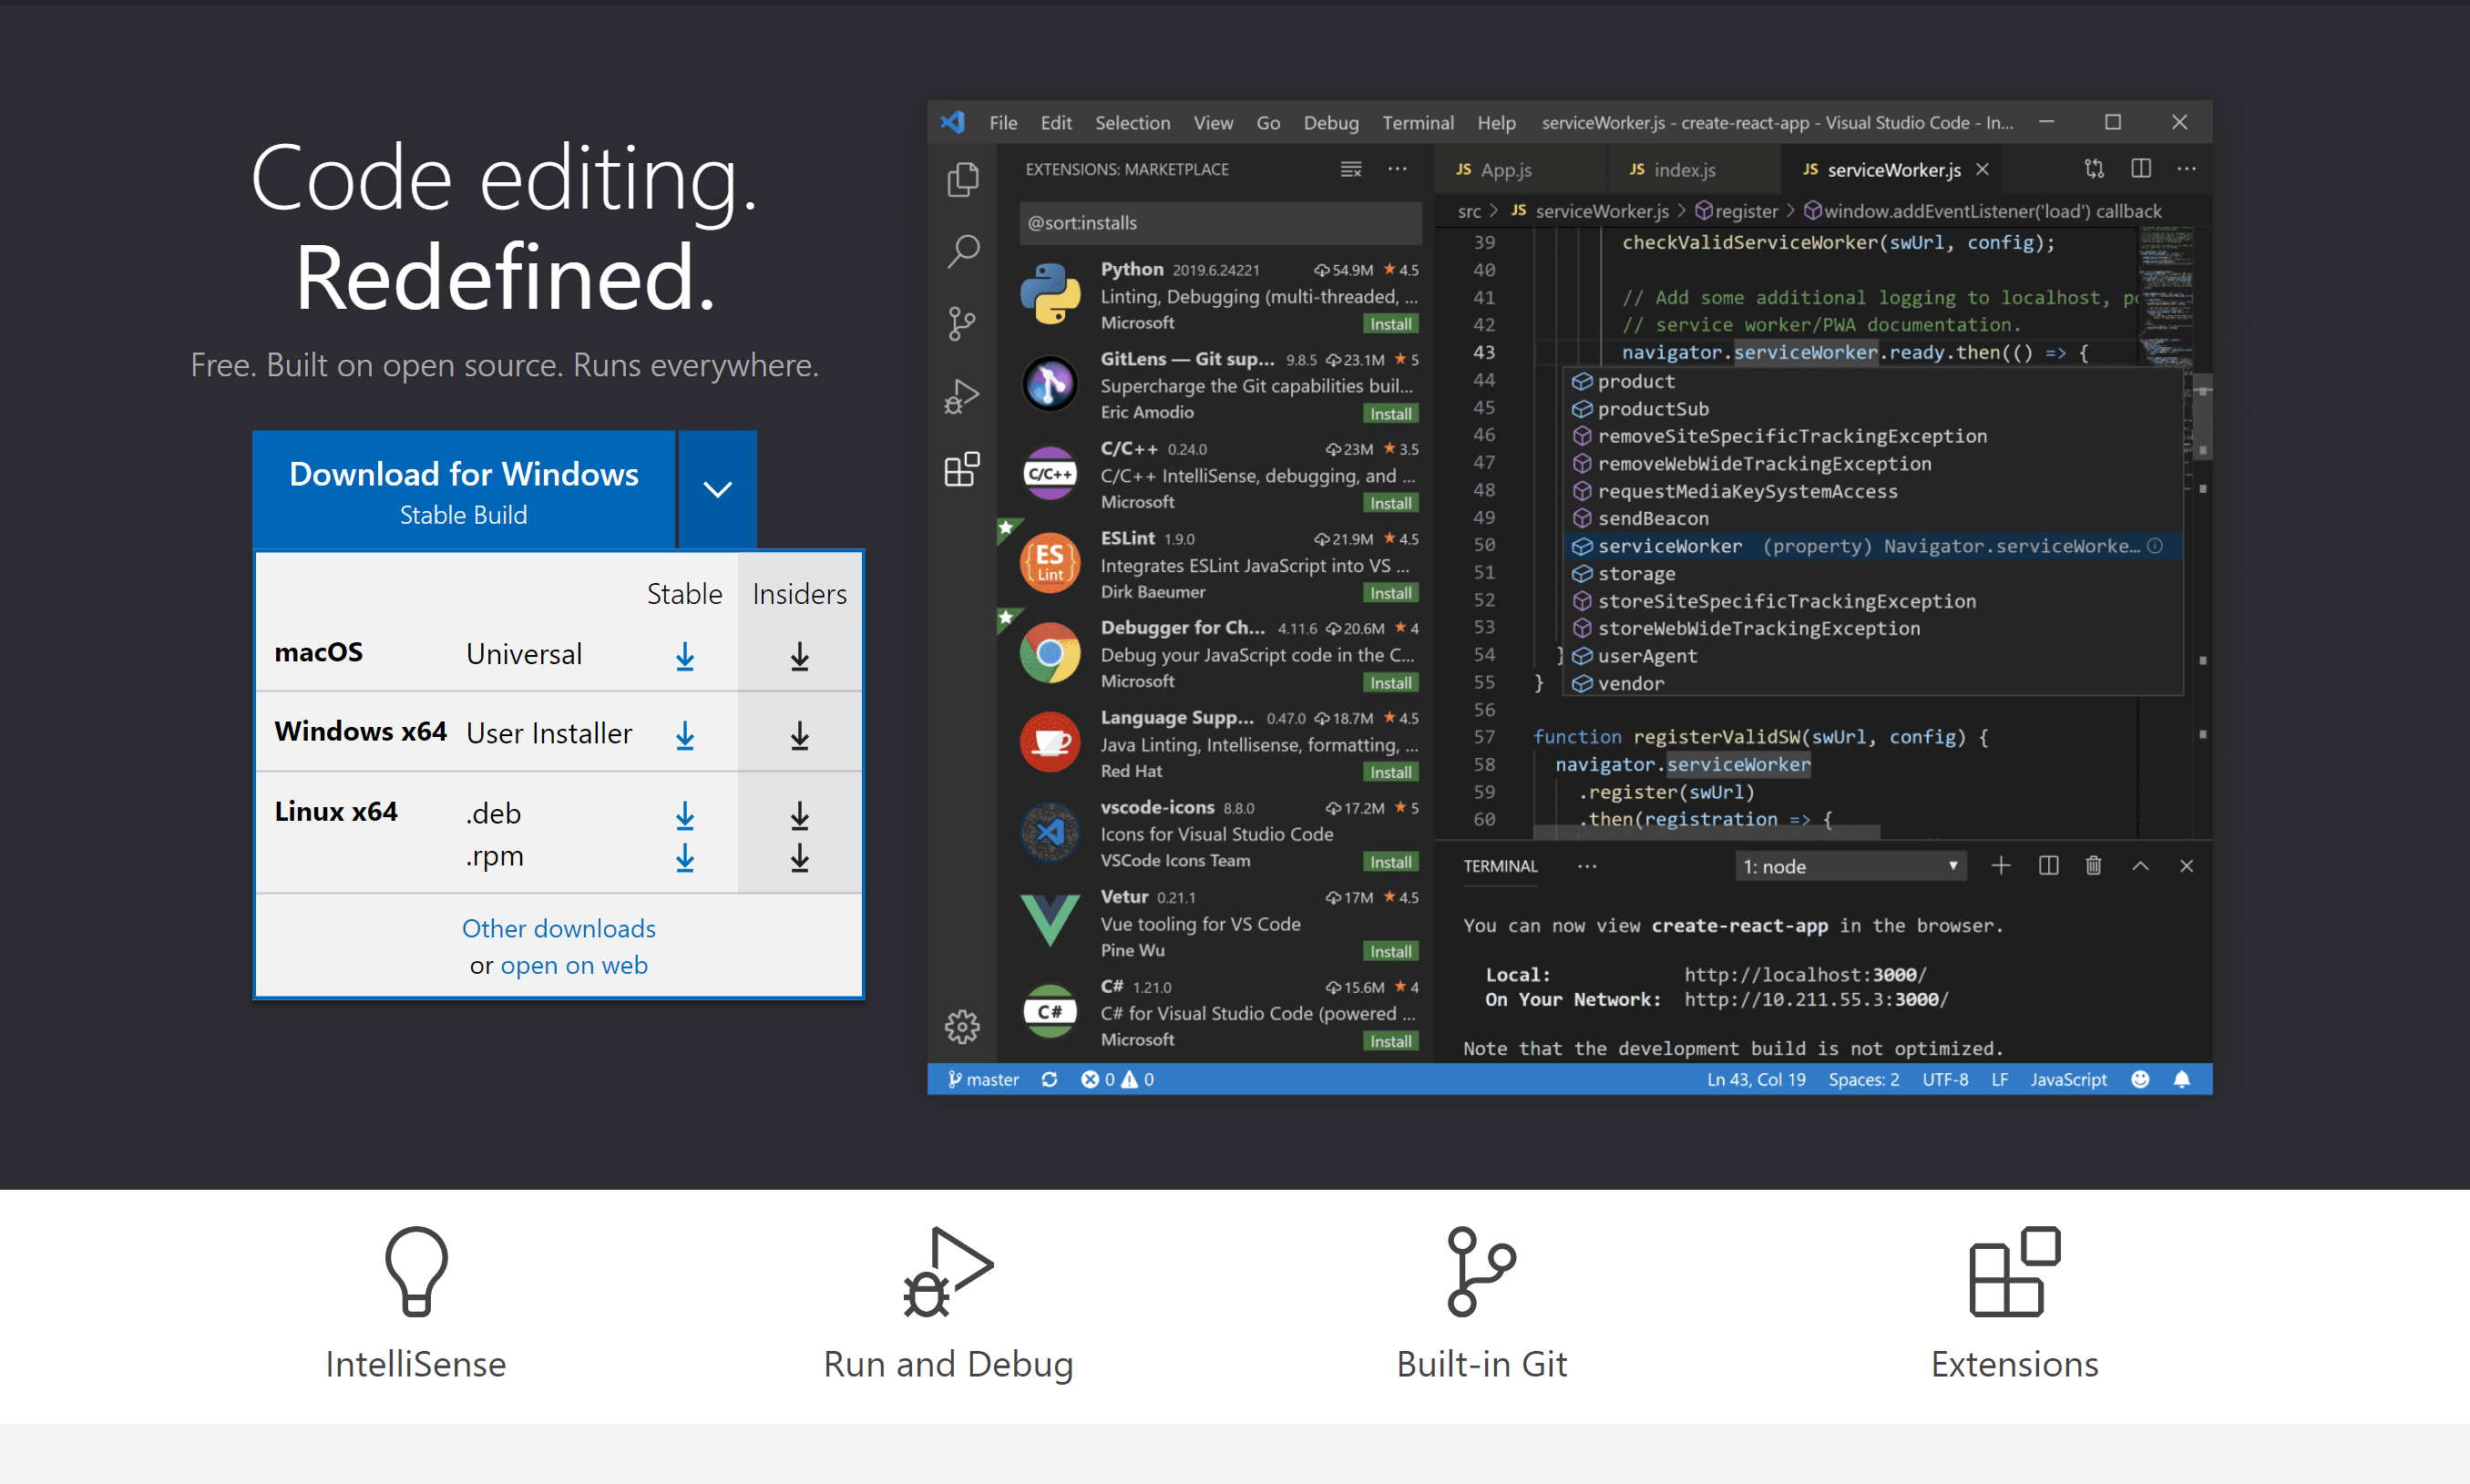 Code editing.
Redefined.
Free. Built on open source. Runs everywhere.
Download for Windows
Stable Build
Stable Insiders
macOS Universal
Windows x64 User Installer
Linux x64 .deb
.rpm
Other downloads
or open on web
File Edit Selection View Go Debug Terminal Help serviceWorker.js - create-react-app - Visual Studio Code - In...
EXTENSIONS: MARKETPLACE
@sort:installs
Python 2019.6.24221 54.9M ★ 4.5
Linting, Debugging (multi-threaded, ...
Microsoft Install
GitLens — Git sup... 9.8.5 23.1M ★ 5
Supercharge the Git capabilities buil...
Eric Amodio Install
C/C++
C/C++ 0.24.0 23M ★ 3.5
C/C++ IntelliSense, debugging, and ...
Microsoft Install
ES
Lint
ESLint 1.9.0 21.9M ★ 4.5
Integrates ESLint JavaScript into VS ...
Dirk Baeumer Install
Debugger for Ch... 4.11.6 20.6M ★ 4
Debug your JavaScript code in the C...
Microsoft Install
Language Supp... 0.47.0 18.7M ★ 4.5
Java Linting, Intellisense, formatting, ...
Red Hat Install
vscode-icons 8.8.0 17.2M ★ 5
Icons for Visual Studio Code
VSCode Icons Team Install
Vetur 0.21.1 17M ★ 4.5
Vue tooling for VS Code
Pine Wu Install
C#
C# 1.21.0 15.6M ★ 4
C# for Visual Studio Code (powered ...
Microsoft Install
JS App.js JS index.js JS serviceWorker.js
src > JS serviceWorker.js > register > window.addEventListener('load') callback
39 checkValidServiceWorker(swUrl, config);
40
41 // Add some additional logging to localhost, p
42 // service worker/PWA documentation.
43 navigator.serviceWorker.ready.then(() => {
44 product
45 productSub
46 removeSiteSpecificTrackingException
47 removeWebWideTrackingException
48 requestMediaKeySystemAccess
49 sendBeacon
50 serviceWorker (property) Navigator.serviceWorke...
51 storage
52 storeSiteSpecificTrackingException
53 storeWebWideTrackingException
54 } userAgent
55 } vendor
56
57 function registerValidSW(swUrl, config) {
58 navigator.serviceWorker
59 .register(swUrl)
60 .then(registration => {
TERMINAL ... 1: node
You can now view create-react-app in the browser.
Local: http://localhost:3000/
On Your Network: http://10.211.55.3:3000/
Note that the development build is not optimized.
master 0 0 Ln 43, Col 19 Spaces: 2 UTF-8 LF JavaScript
IntelliSense
Run and Debug
Built-in Git
Extensions